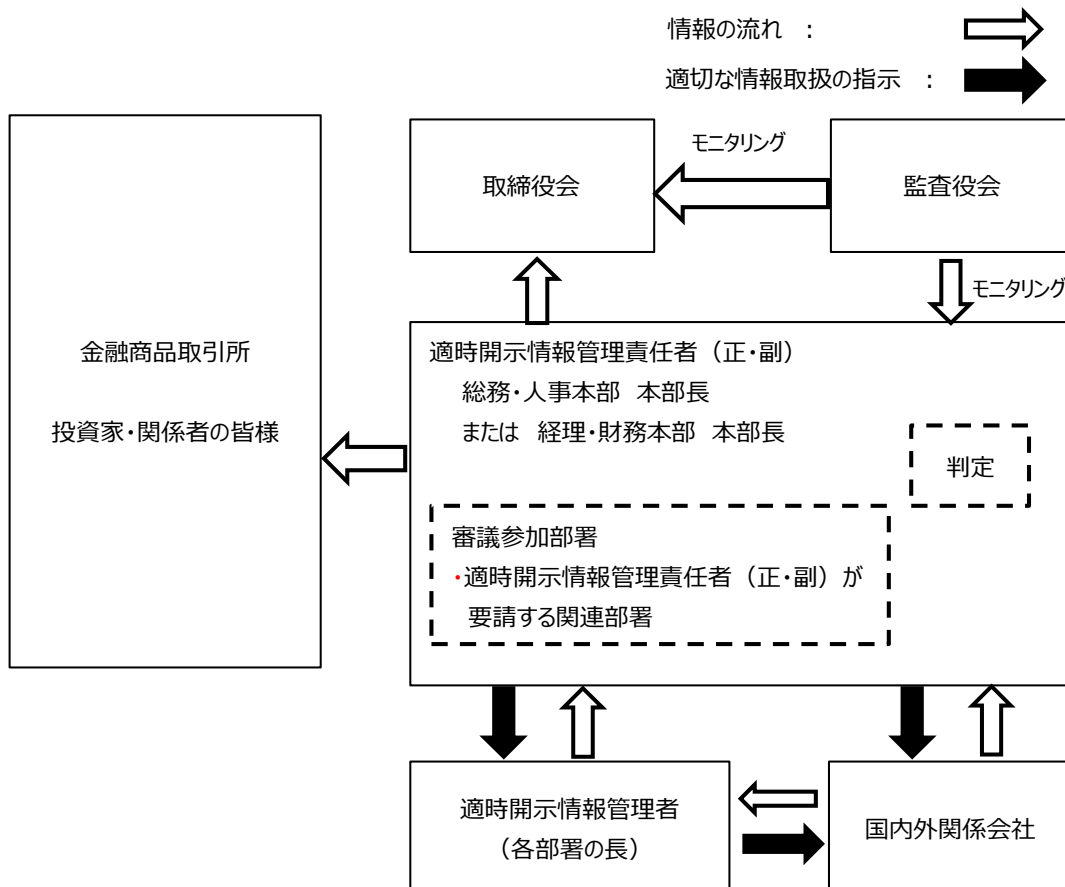 情報の流れ ：
適切な情報取扱の指示 ：
モニタリング
取締役会
監査役会
モニタリング
金融商品取引所
投資家・関係者の皆様
適時開示情報管理責任者（正・副）
総務・人事本部 本部長
または 経理・財務本部 本部長
判定
審議参加部署
・適時開示情報管理責任者（正・副）が
要請する関連部署
適時開示情報管理者
（各部署の長）
国内外関係会社